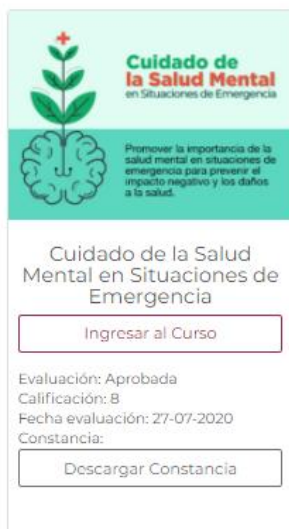 Cuidado de
la Salud Mental
en Situaciones de Emergencia
Promover la importancia de la
salud mental en situaciones de
emergencia para prevenir el
impacto negativo y los daños
a la salud.
Cuidado de la Salud
Mental en Situaciones de
Emergencia
Ingresar al Curso
Evaluación: Aprobada
Calificación: 8
Fecha evaluación: 27-07-2020
Constancia:
Descargar Constancia